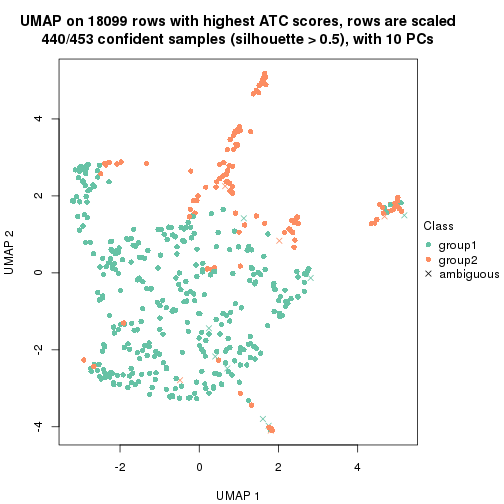 UMAP on 18099 rows with highest ATC scores, rows are scaled
440/453 confident samples (silhouette > 0.5), with 10 PCs
4
2
0
-2
-4
UMAP 2
-2
0
2
4
UMAP 1
Class
group1
group2
ambiguous